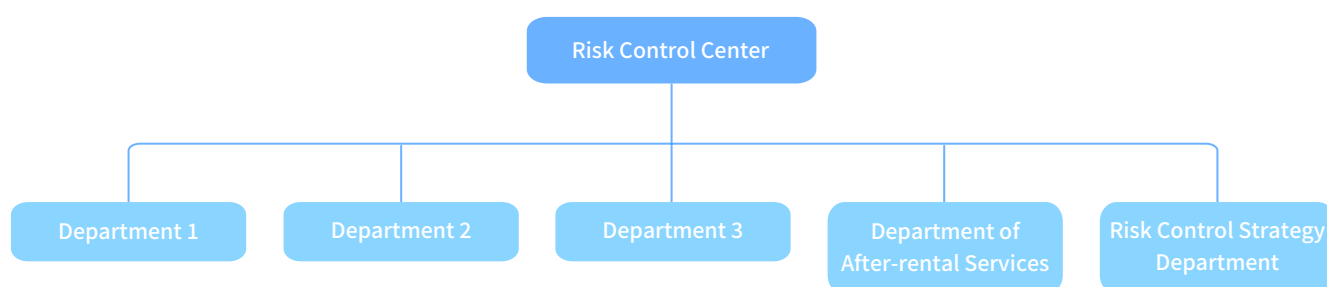 Risk Control Center
Department 1
Department 2
Department 3
Department of
After-rental Services
Risk Control Strategy
Department